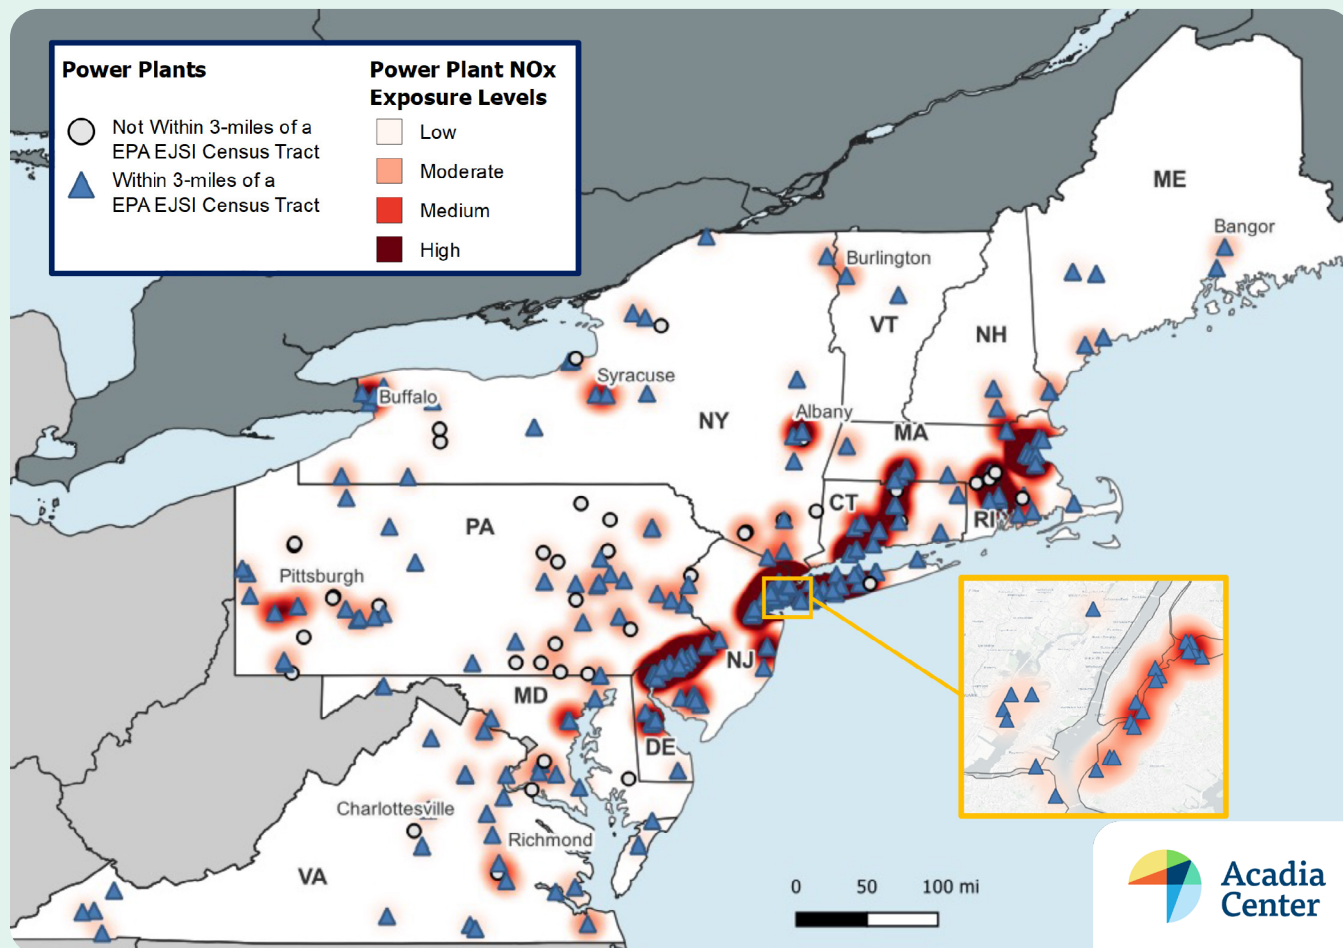 Power Plants
Not Within 3-miles of a
EPA EJSI Census Tract
Within 3-miles of a
EPA EJSI Census Tract
Power Plant NOx
Exposure Levels
Low
Moderate
Medium
High
ME
Bangor
Burlington
VT
NH
Syracuse
Buffalo
NY
Albany
MA
CT
RI
PA
Pittsburgh
NJ
MD
DE
Charlottesville
Richmond
VA
0 50 100 mi
Acadia
Center